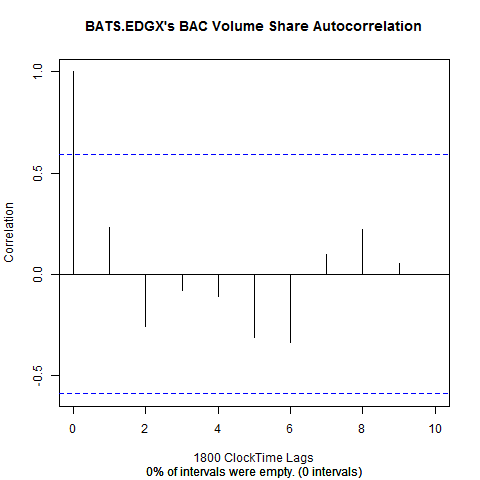 BATS.EDGX's BAC Volume Share Autocorrelation
Correlation
1.0
0.5
0.0
-0.5
0 2 4 6 8 10
1800 ClockTime Lags
0% of intervals were empty. (0 intervals)